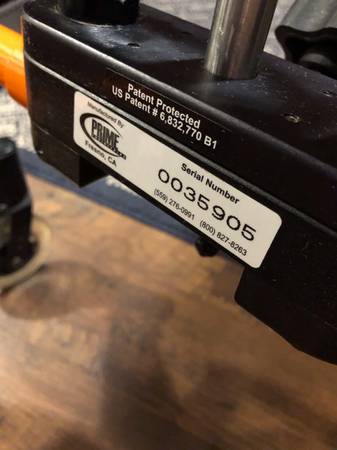 Patent Protected
US Patent # 6,832,770 B1
Manufactured By
PRIME
Fresno, CA
Serial Number
0035905
(559) 276-0991 (800) 827-8263